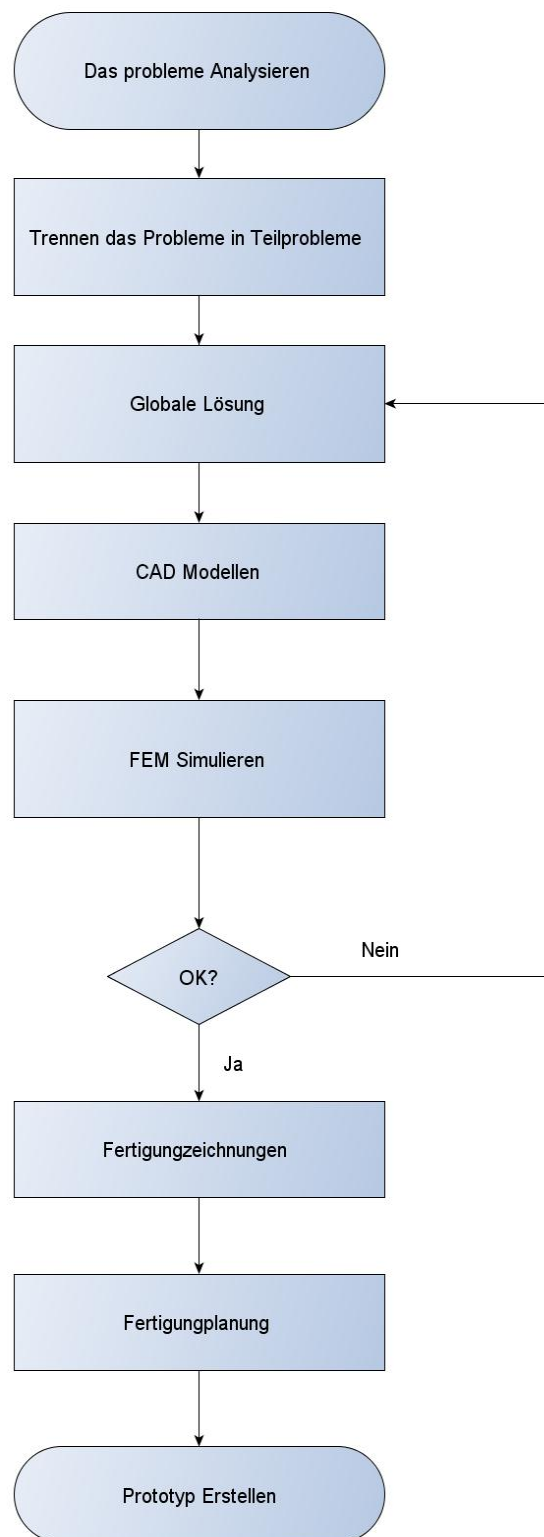 Das probleme Analysieren
Trennen das Probleme in Teilprobleme
Globale Lösung
CAD Modellen
FEM Simulieren
OK?
Nein
Ja
Fertigungzeichnungen
Fertigungplanung
Prototyp Erstellen